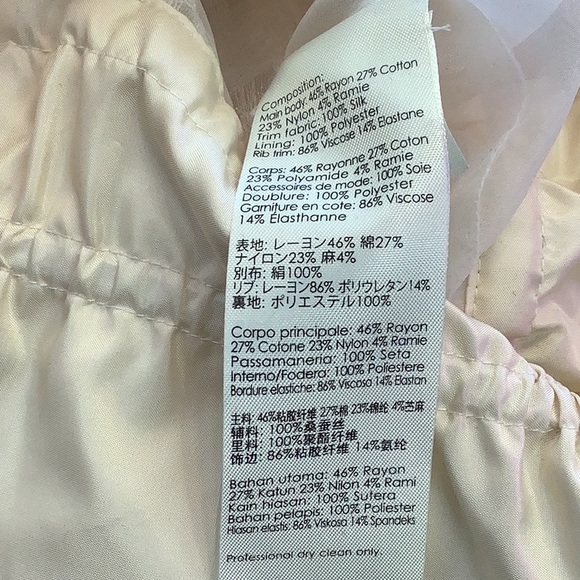 Composition:
Main body: 46% Rayon 27% Cotton
23% Nylon 4% Ramie
Trim fabric: 100% Silk
Lining: 100% Polyester
Rib trim: 86% Viscose 14% Elastane
Corps: 46% Rayonne 27% Coton
23% Polyamide 4% Ramie
Accessoires de mode: 100% Soie
Doublure: 100% Polyester
Garniture en cote: 86% Viscose
14% Élasthanne
表地: レーヨン46% 綿27%
ナイロン23% 麻4%
別布: 絹100%
リブ: レーヨン86% ポリウレタン14%
裏地: ポリエステル100%
Corpo principale: 46% Rayon
27% Cotone 23% Nylon 4% Ramie
Passamaneria: 100% Seta
Interno/Fodera: 100% Poliestere
Bordure elastiche: 86% Viscosa 14% Elastan
主料: 46%粘胶纤维 27%棉 23%锦纶 4%苎麻
辅料: 100%桑蚕丝
里料: 100%聚酯纤维
饰边: 86%粘胶纤维 14%氨纶
Bahan utama: 46% Rayon
27% Katun 23% Nilon 4% Rami
Kain hiasan: 100% Sutera
Bahan pelapis: 100% Polyester
Hiasan elastis: 86% Viskosa 14% Spandeks
Professional dry clean only.